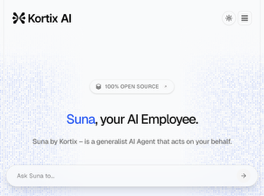 Kortix AI
100% OPEN SOURCE
Suna, your AI Employee.
Suna by Kortix – is a generalist AI Agent that acts on your behalf.
Ask Suna to...